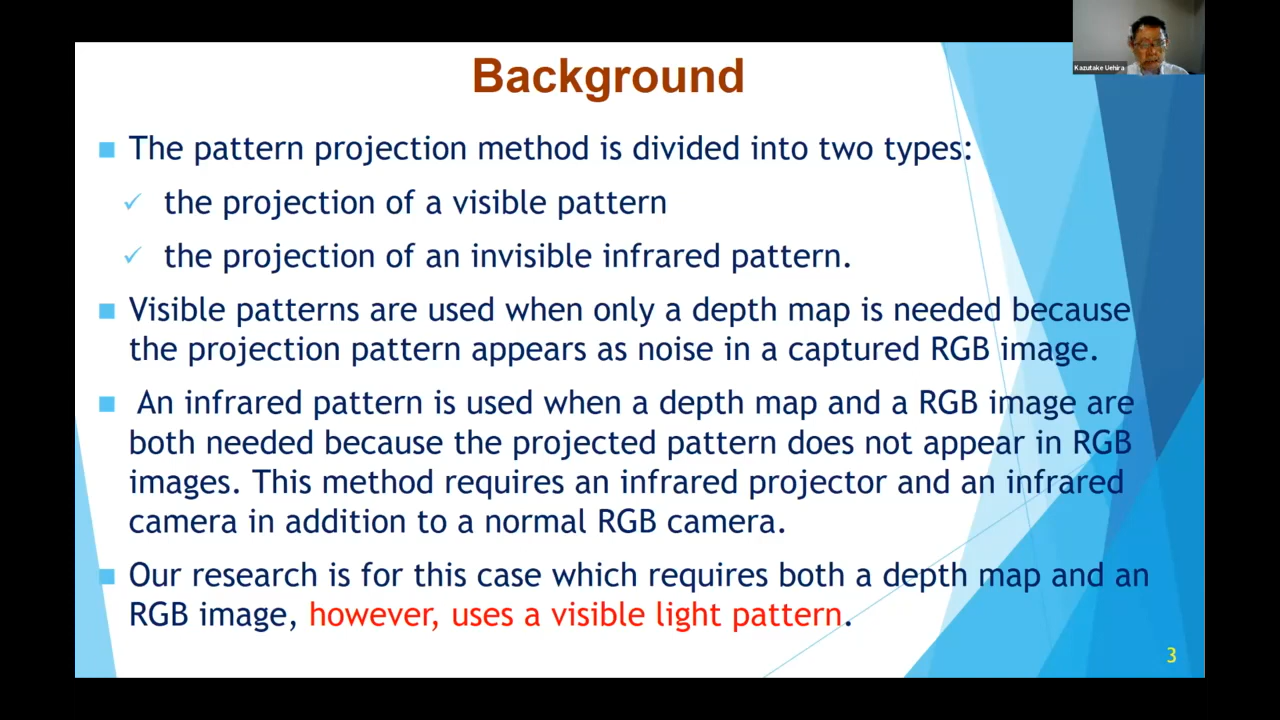 Background
Kazutake Uehira
The pattern projection method is divided into two types:
the projection of a visible pattern
the projection of an invisible infrared pattern.
Visible patterns are used when only a depth map is needed because
the projection pattern appears as noise in a captured RGB image.
An infrared pattern is used when a depth map and a RGB image are
both needed because the projected pattern does not appear in RGB
images. This method requires an infrared projector and an infrared
camera in addition to a normal RGB camera.
Our research is for this case which requires both a depth map and an
RGB image, however, uses a visible light pattern.
3